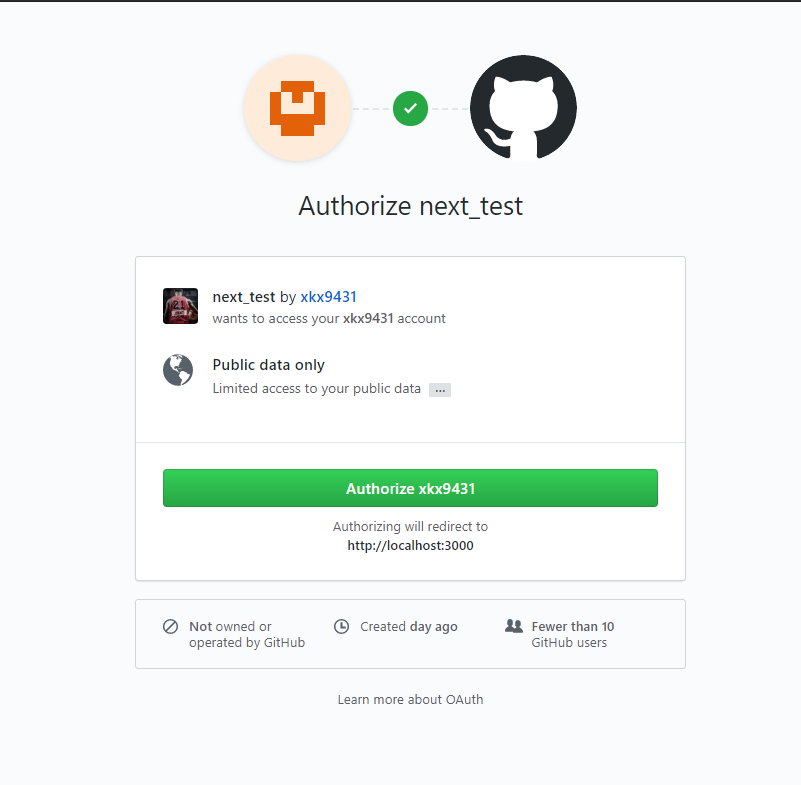 Authorize next_test
next_test by xkx9431
wants to access your xkx9431 account
Public data only
Limited access to your public data ...
Authorize xkx9431
Authorizing will redirect to
http://localhost:3000
Not owned or
operated by GitHub
Created day ago
Fewer than 10
GitHub users
Learn more about OAuth